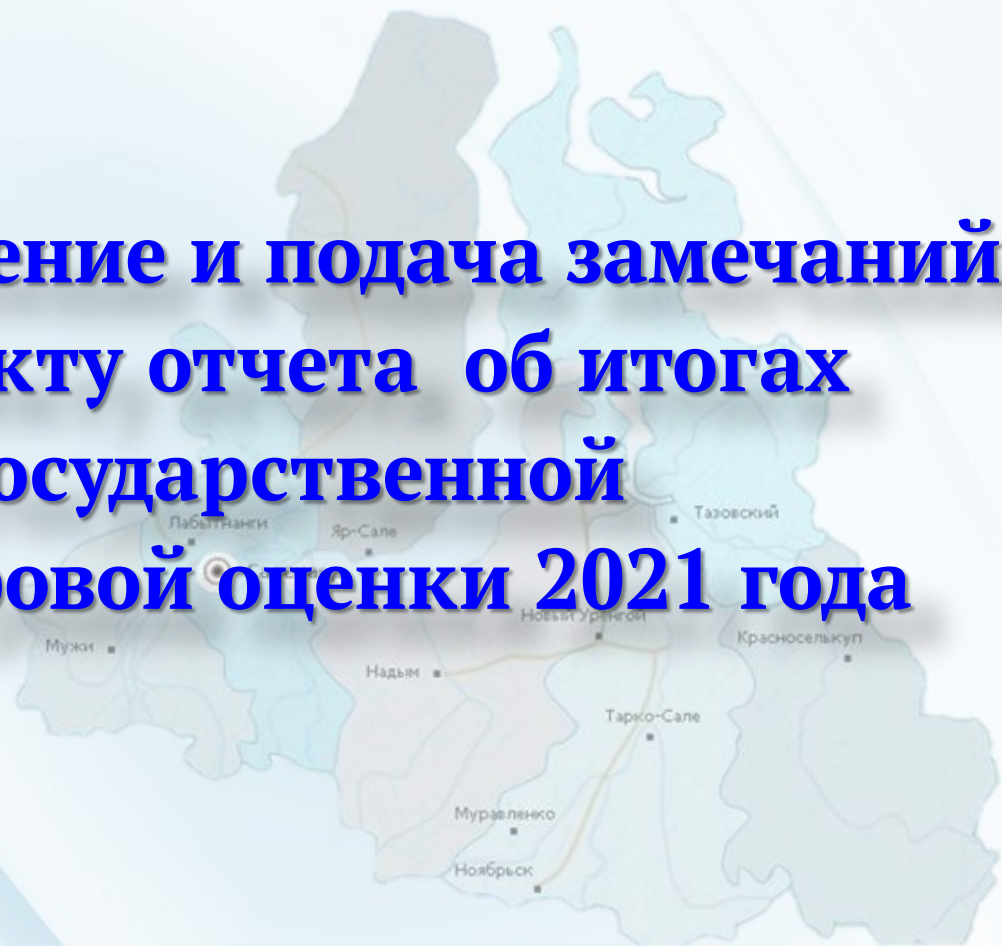 ение и подача замечаний
кту отчета об итогах
осударственной
ровой оценки 2021 года
Лабытнанги
Яр-Сале
Тазовский
Новый Уренгой
Красноселькуп
Мужи
Надым
Тарко-Сале
Муравленко
Ноябрьск